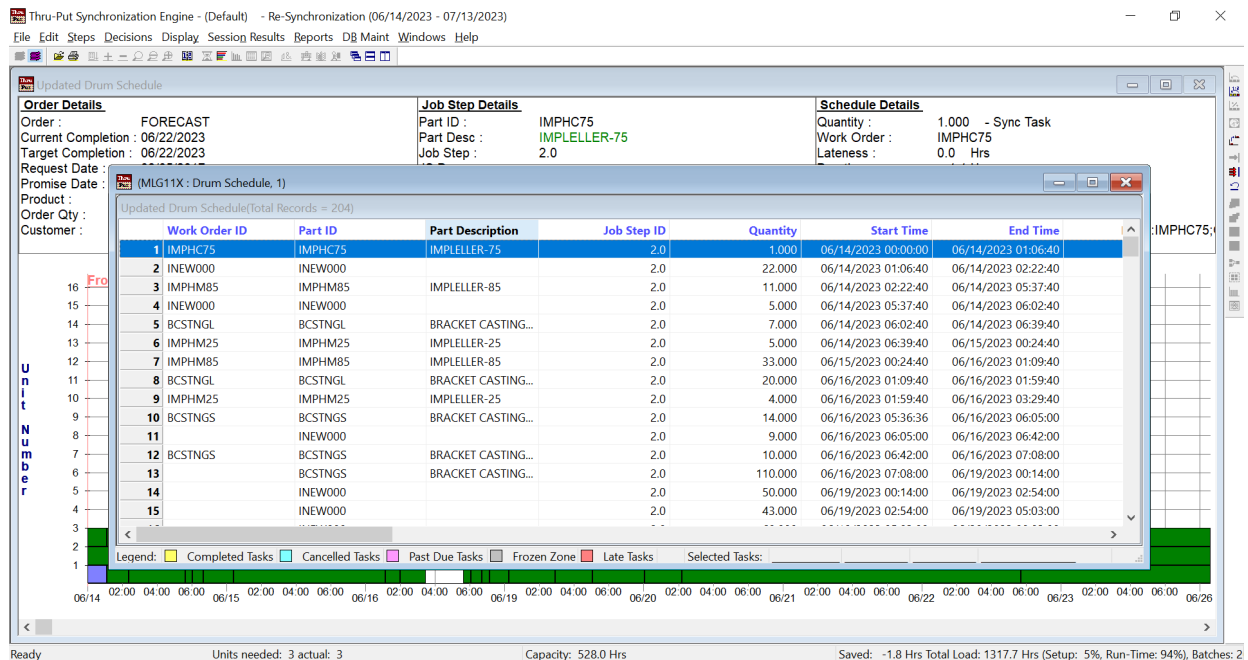 Thru-Put Synchronization Engine - (Default) - Re-Synchronization (06/14/2023 - 07/13/2023)
File Edit Steps Decisions Display Session Results Reports DB Maint Windows Help
Updated Drum Schedule
Order Details Job Step Details Schedule Details
Order : FORECAST Part ID : IMPHC75 Quantity : 1.000 - Sync Task
Current Completion : 06/22/2023 Part Desc : IMPLELLER-75 Work Order : IMPHC75
Target Completion : 06/22/2023 Job Step : 2.0 Lateness : 0.0 Hrs
Request Date :
Promise Date :
Product :
Order Qty :
Customer : :IMPHC75;
(MLG11X : Drum Schedule, 1)
Updated Drum Schedule(Total Records = 204)
Work Order ID Part ID Part Description Job Step ID Quantity Start Time End Time
1 IMPHC75 IMPHC75 IMPLELLER-75 2.0 1.000 06/14/2023 00:00:00 06/14/2023 01:06:40
2 INEW000 INEW000 2.0 22.000 06/14/2023 01:06:40 06/14/2023 02:22:40
3 IMPHM85 IMPHM85 IMPLELLER-85 2.0 11.000 06/14/2023 02:22:40 06/14/2023 05:37:40
4 INEW000 INEW000 2.0 5.000 06/14/2023 05:37:40 06/14/2023 06:02:40
5 BCSTNGL BCSTNGL BRACKET CASTING... 2.0 7.000 06/14/2023 06:02:40 06/14/2023 06:39:40
6 IMPHM25 IMPHM25 IMPLELLER-25 2.0 5.000 06/14/2023 06:39:40 06/15/2023 00:24:40
7 IMPHM85 IMPHM85 IMPLELLER-85 2.0 33.000 06/15/2023 00:24:40 06/16/2023 01:09:40
8 BCSTNGL BCSTNGL BRACKET CASTING... 2.0 20.000 06/16/2023 01:09:40 06/16/2023 01:59:40
9 IMPHM25 IMPHM25 IMPLELLER-25 2.0 4.000 06/16/2023 01:59:40 06/16/2023 03:29:40
10 BCSTNGS BCSTNGS BRACKET CASTING... 2.0 14.000 06/16/2023 05:36:36 06/16/2023 06:05:00
11 INEW000 2.0 9.000 06/16/2023 06:05:00 06/16/2023 06:42:00
12 BCSTNGS BCSTNGS BRACKET CASTING... 2.0 10.000 06/16/2023 06:42:00 06/16/2023 07:08:00
13 BCSTNGS BRACKET CASTING... 2.0 110.000 06/16/2023 07:08:00 06/19/2023 00:14:00
14 INEW000 2.0 50.000 06/19/2023 00:14:00 06/19/2023 02:54:00
15 INEW000 2.0 43.000 06/19/2023 02:54:00 06/19/2023 05:03:00
Legend: Completed Tasks Cancelled Tasks Past Due Tasks Frozen Zone Late Tasks Selected Tasks:
Unit Number
Fro
16
15
14
13
12
11
10
9
8
7
6
5
4
3
2
1
06/14 02:00 04:00 06:00 06/15 02:00 04:00 06:00 06/16 02:00 04:00 06:00 06/19 02:00 04:00 06:00 06/20 02:00 04:00 06:00 06/21 02:00 04:00 06:00 06/22 02:00 04:00 06:00 06/23 02:00 04:00 06:00 06/26
Ready Units needed: 3 actual: 3 Capacity: 528.0 Hrs Saved: -1.8 Hrs Total Load: 1317.7 Hrs (Setup: 5%, Run-Time: 94%), Batches: 2